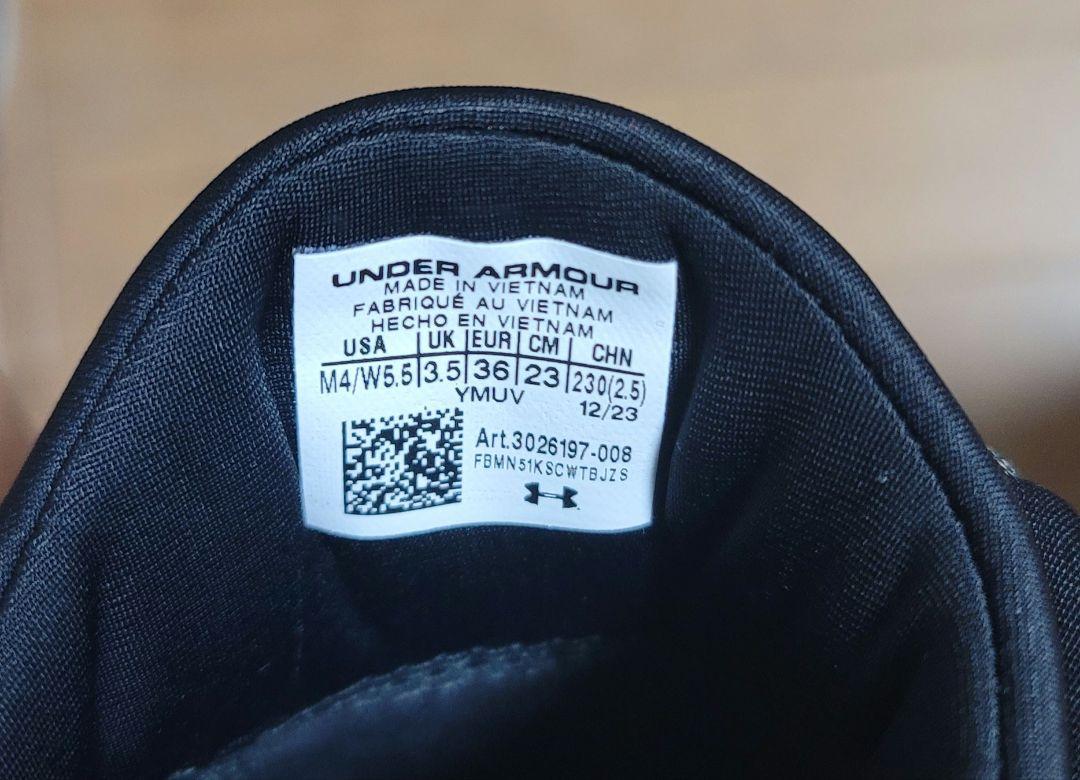 UNDER ARMOUR
MADE IN VIETNAM
FABRIQUÉ AU VIETNAM
HECHO EN VIETNAM
USA UK EUR CM CHN
M4/W5.5 3.5 36 23 230(2.5)
YMUV 12/23
Art.3026197-008
FBMN51KSCWTBJZS